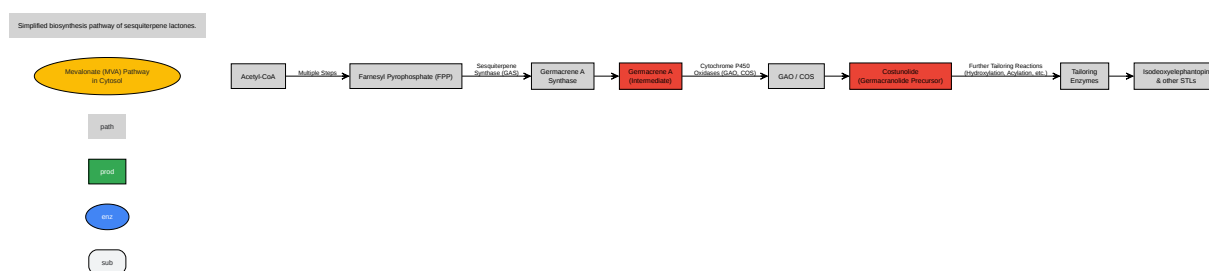 Simplified biosynthesis pathway of sesquiterpene lactones.
Mevalonate (MVA) Pathway
in Cytosol
Acetyl-CoA
Multiple Steps
Farnesyl Pyrophosphate (FPP)
Sesquiterpene
Synthase (GAS)
Germacrene A
Synthase
Germacrene A
(Intermediate)
Cytochrome P450
Oxidases (GAO, COS)
GAO / COS
Costunolide
(Germacranolide Precursor)
Further Tailoring Reactions
(Hydroxylation, Acylation, etc.)
Tailoring
Enzymes
Isodeoxyelephantopin
& other STLs
path
prod
enz
sub